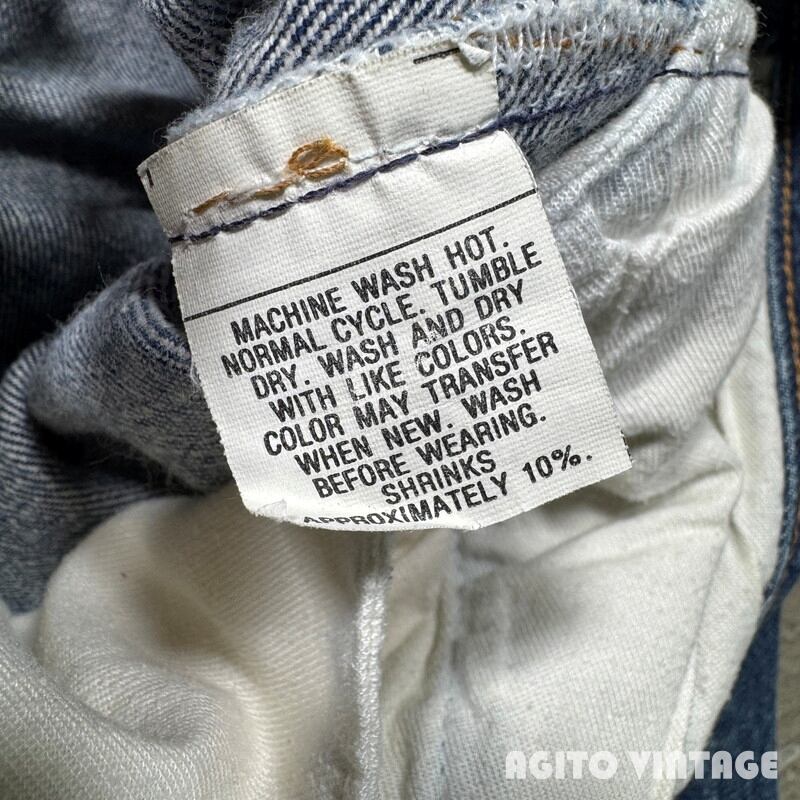 MACHINE WASH HOT.
NORMAL CYCLE. TUMBLE
DRY. WASH AND DRY
WITH LIKE COLORS.
COLOR MAY TRANSFER
WHEN NEW. WASH
BEFORE WEARING.
SHRINKS
APPROXIMATELY 10%.
AGITO VINTAGE